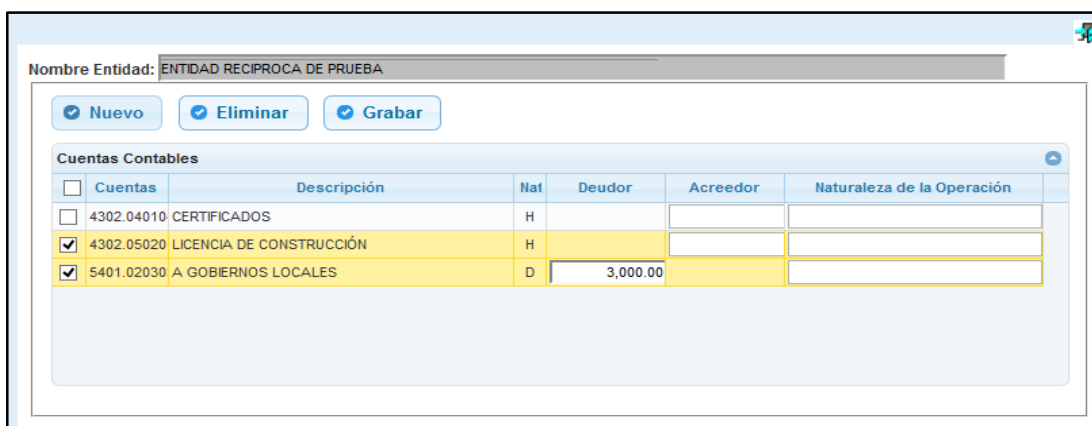 Nombre Entidad: ENTIDAD RECIPROCA DE PRUEBA
Nuevo Eliminar Grabar
Cuentas Contables
Cuentas Descripción Nat Deudor Acreedor Naturaleza de la Operación
4302.04010 CERTIFICADOS H
4302.05020 LICENCIA DE CONSTRUCCIÓN H
5401.02030 A GOBIERNOS LOCALES D 3,000.00